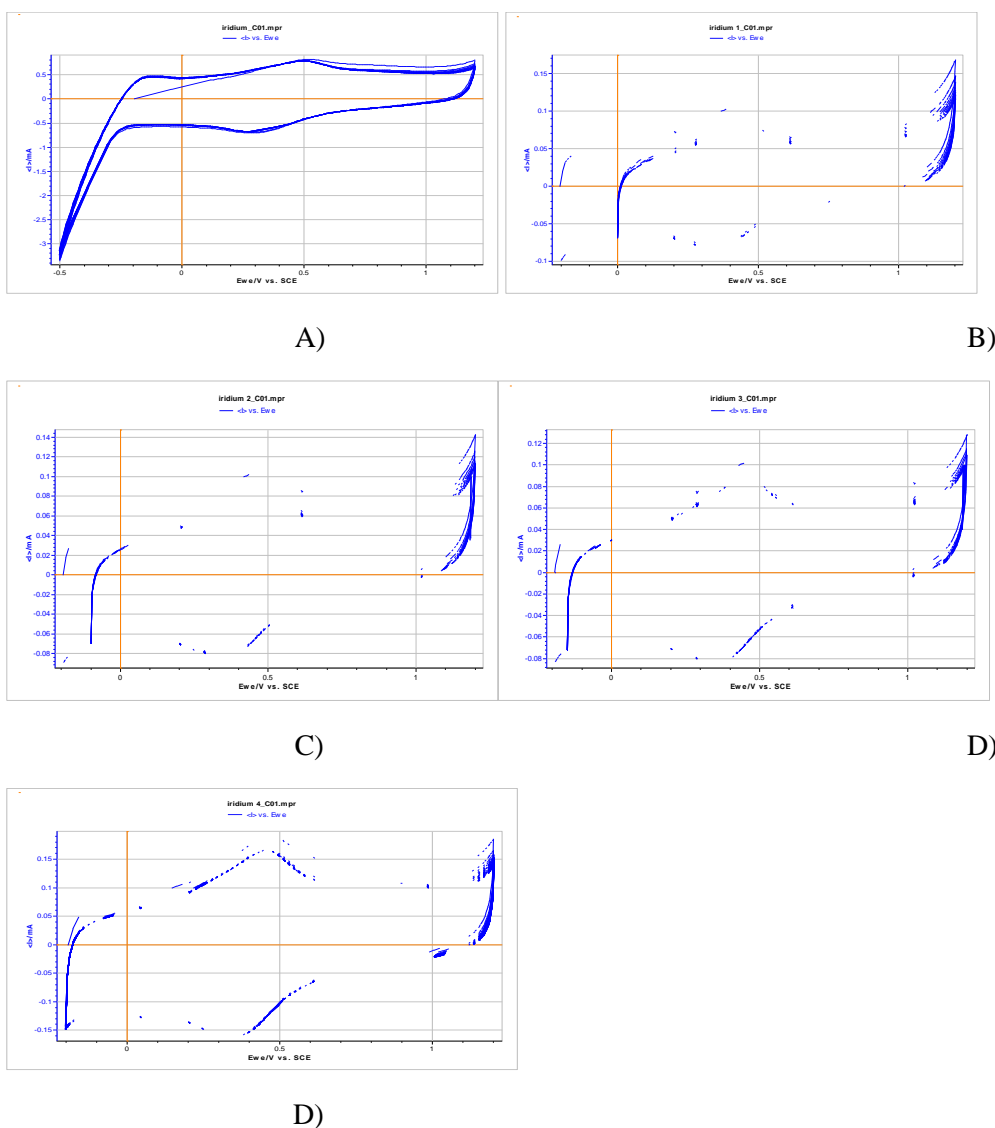 iridium_C01.mpr
<I> vs. Ewe
0.5
0
-0.5
-1
-1.5
-2
-2.5
-3
<I>/mA
-0.5
0
0.5
1
Ewe/V vs. SCE
A)
iridium 1_C01.mpr
<I> vs. Ewe
0.15
0.1
0.05
0
-0.05
-0.1
<I>/mA
0
0.5
1
Ewe/V vs. SCE
B)
iridium 2_C01.mpr
<I> vs. Ewe
0.14
0.12
0.1
0.08
0.06
0.04
0.02
0
-0.02
-0.04
-0.06
-0.08
<I>/mA
0
0.5
1
Ewe/V vs. SCE
C)
iridium 3_C01.mpr
<I> vs. Ewe
0.12
0.1
0.08
0.06
0.04
0.02
0
-0.02
-0.04
-0.06
-0.08
<I>/mA
0
0.5
1
Ewe/V vs. SCE
D)
iridium 4_C01.mpr
<I> vs. Ewe
0.15
0.1
0.05
0
-0.05
-0.1
-0.15
<I>/mA
0
0.5
1
Ewe/V vs. SCE
D)